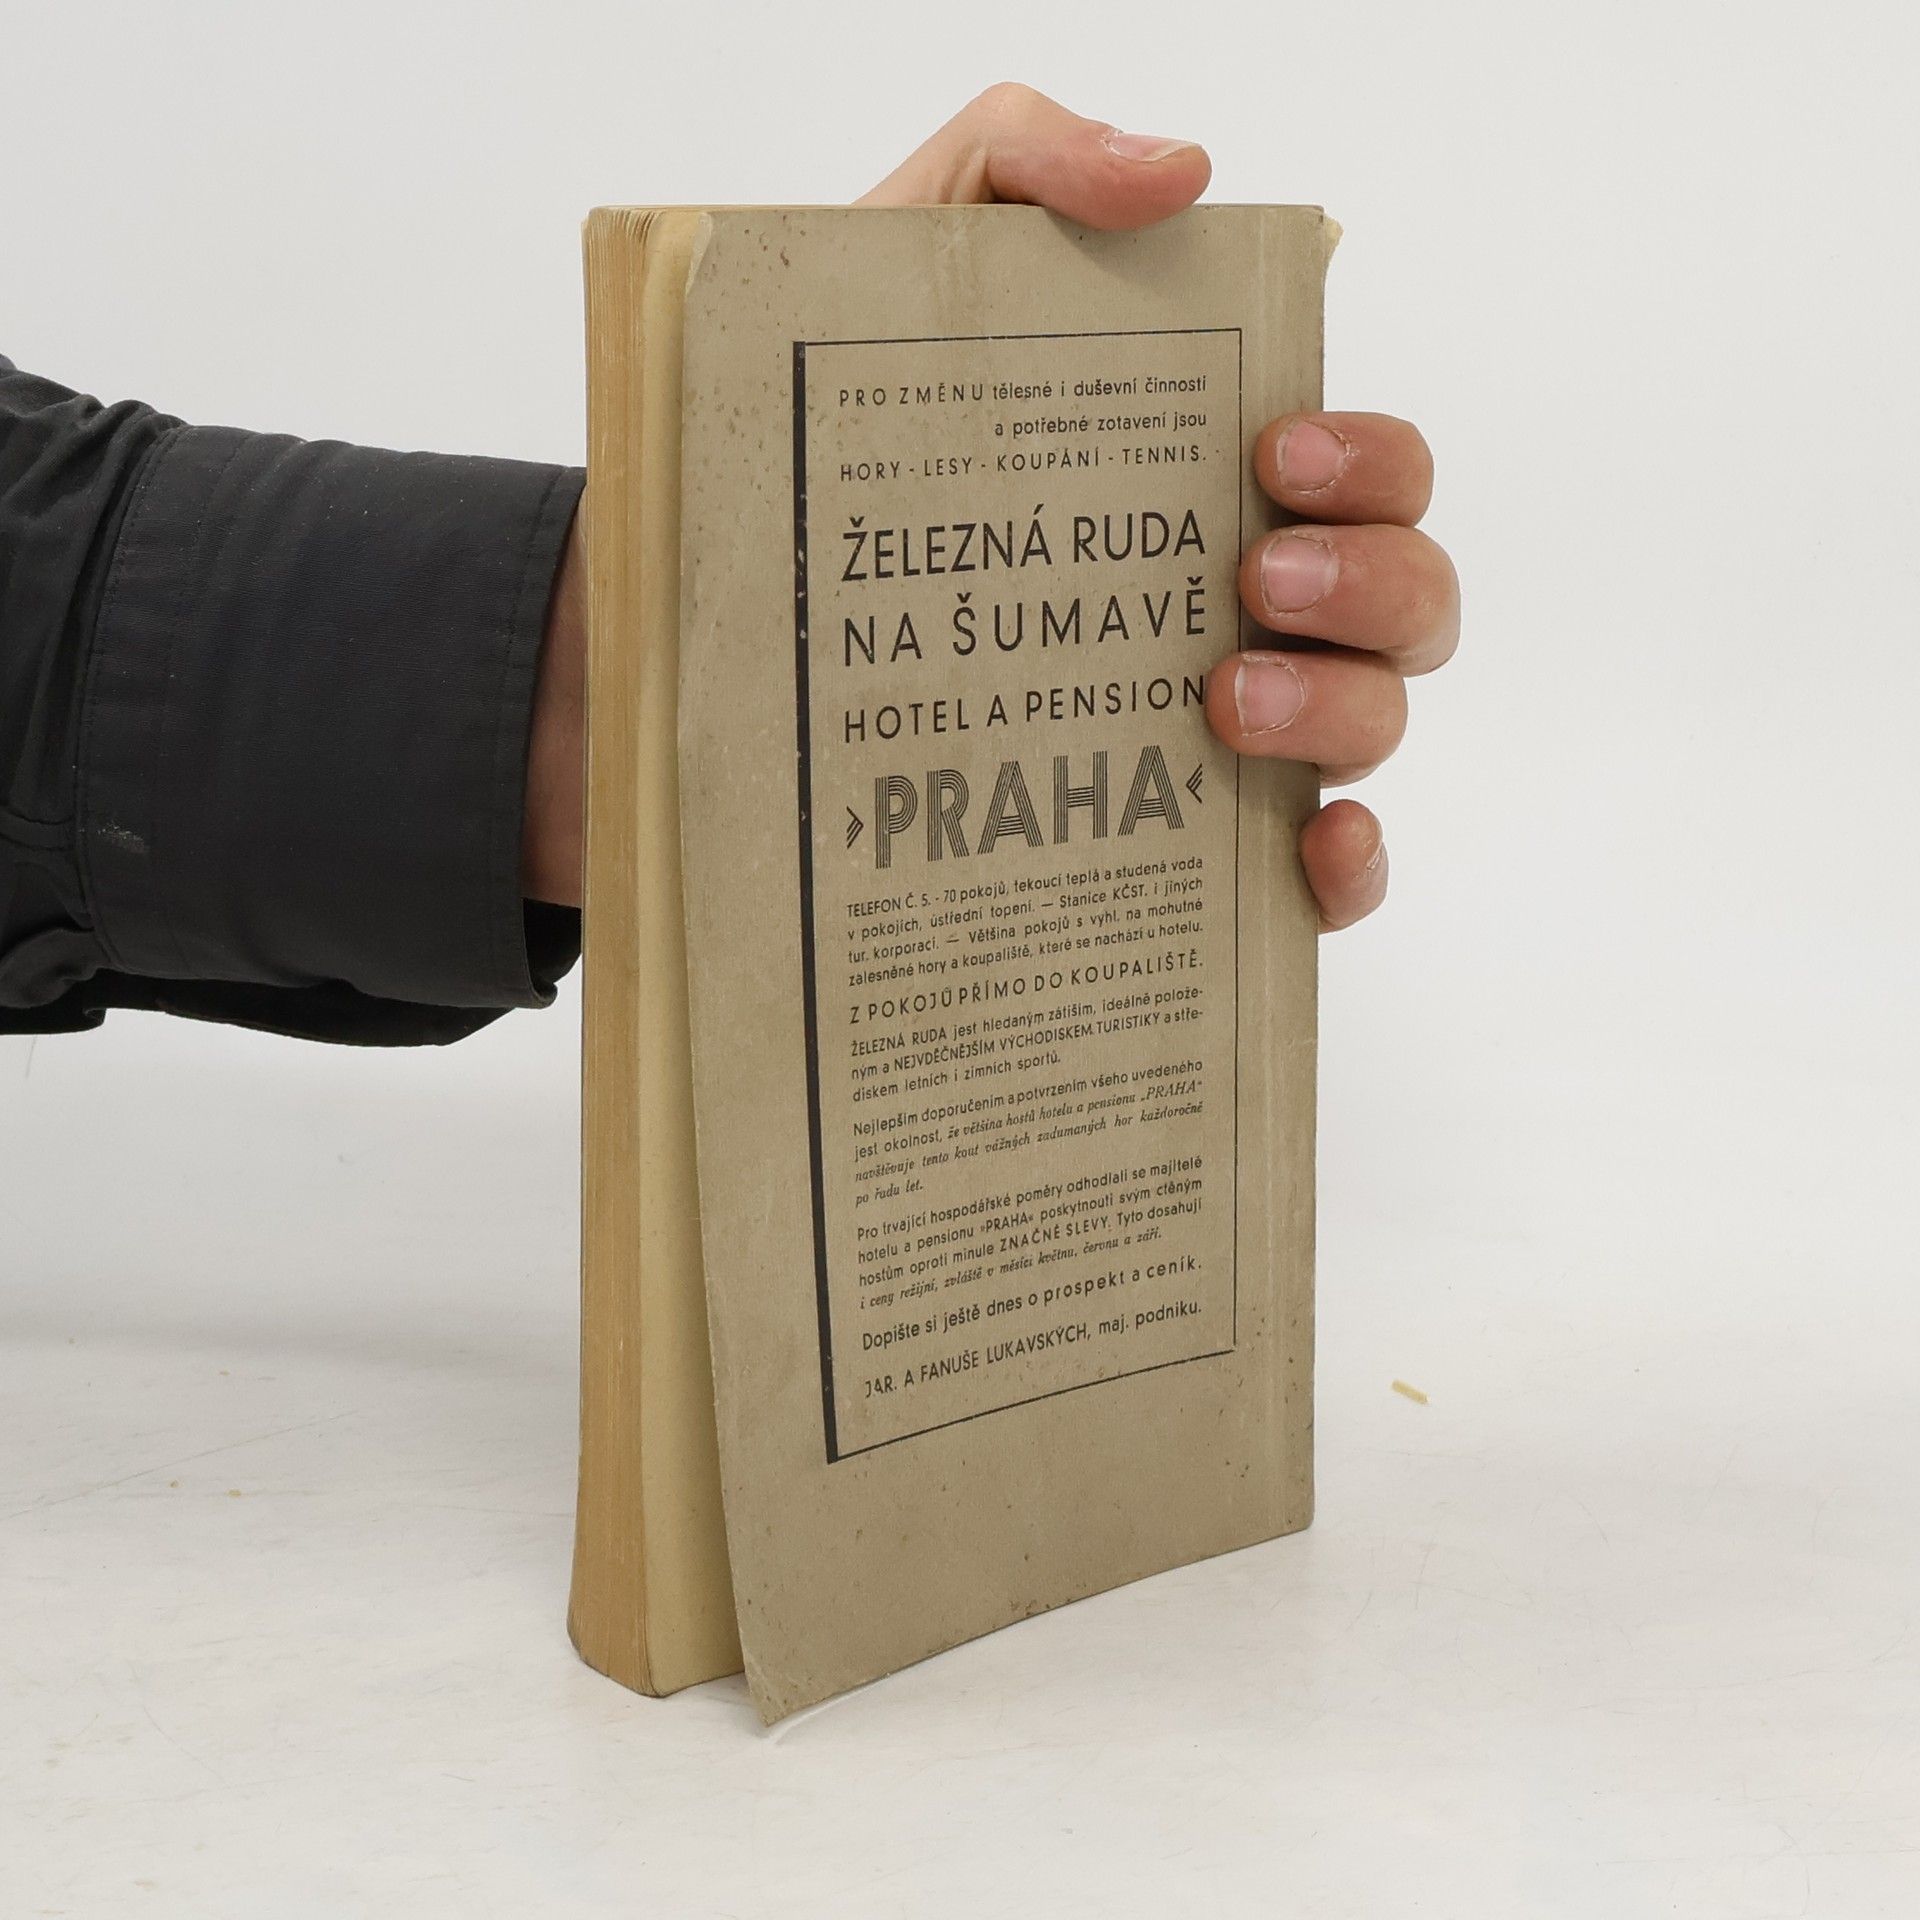 PRO ZMĚNU tělesné i duševní činnosti
a potřebné zotavení jsou
HORY - LESY - KOUPÁNÍ - TENNIS.
ŽELEZNÁ RUDA
NA ŠUMAVĚ
HOTEL A PENSION
›PRAHA‹
TELEFON Č. 5. - 70 pokojů, tekoucí teplá a studená voda
v pokojích, ústřední topení. — Stanice KČST. i jiných
tur. korporací. — Většina pokojů s vyhl. na mohutné
zalesněné hory a koupaliště, které se nachází u hotelu.
Z POKOJŮ PŘÍMO DO KOUPALIŠTĚ.
ŽELEZNÁ RUDA jest hledaným zátiším, ideálně polože-
ným a NEJVDĚČNĚJŠÍM VÝCHODISKEM TURISTIKY a stře-
diskem letních i zimních sportů.
Nejlepším doporučením a potvrzením všeho uvedeného
jest okolnost, že většina hostů hotelu a pensionu „PRAHA“
navštěvuje tento kout vážných zadumaných hor každoročně
po řadu let.
Pro trvající hospodářské poměry odhodlali se majitelé
hotelu a pensionu »PRAHA« poskytnouti svým ctěným
hostům oproti minule ZNAČNÉ SLEVY. Tyto dosahují
i ceny režijní, zvláště v měsíci květnu, červnu a září.
Dopište si ještě dnes o prospekt a ceník.
JAR. A FANUŠE LUKAVSKÝCH, maj. podniku.